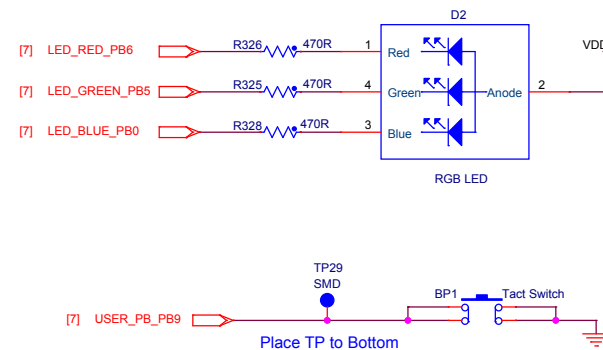 D2
[7] LED_RED_PB6 R326 470R 1 Red VDD
[7] LED_GREEN_PB5 R325 470R 4 Green Anode 2
[7] LED_BLUE_PB0 R328 470R 3 Blue
RGB LED
TP29
SMD
BP1 Tact Switch
[7] USER_PB_PB9
Place TP to Bottom